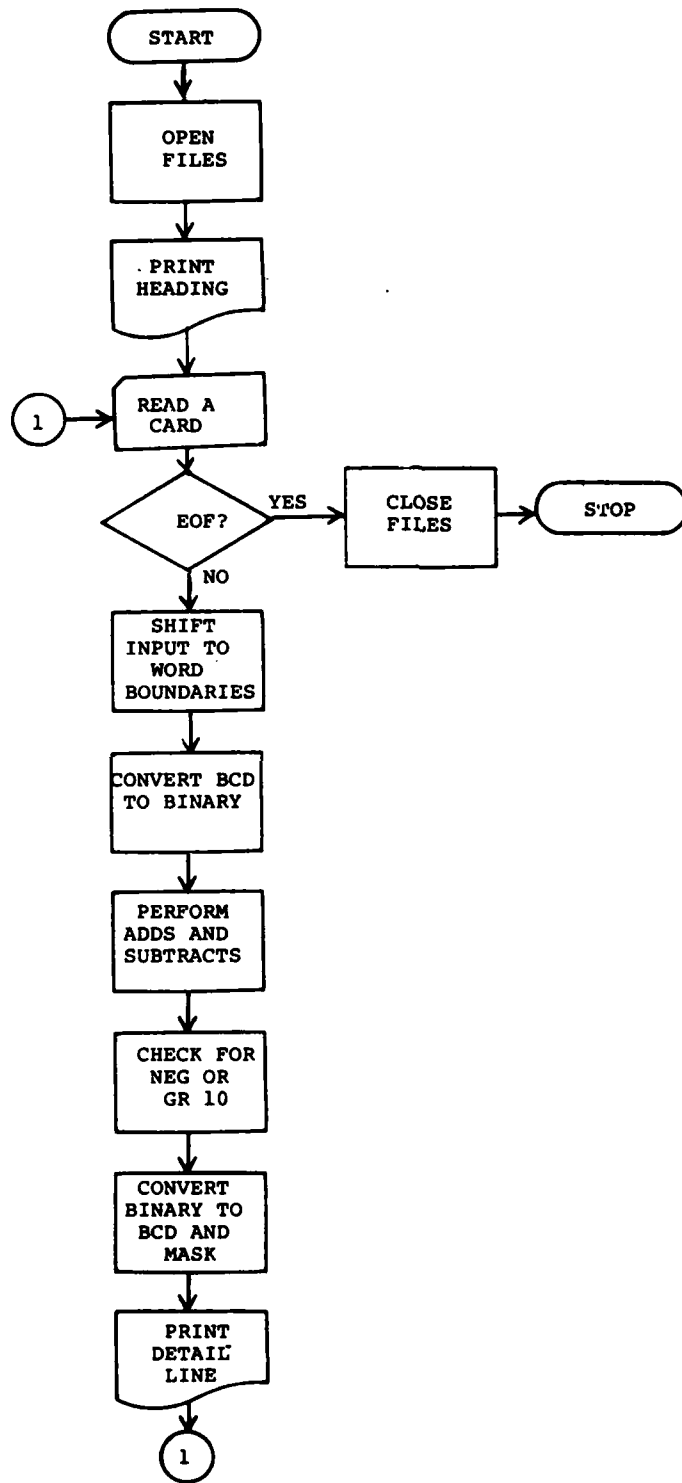 START
OPEN
FILES
PRINT
HEADING
1
READ A
CARD
EOF?
YES
CLOSE
FILES
STOP
NO
SHIFT
INPUT TO
WORD
BOUNDARIES
CONVERT BCD
TO BINARY
PERFORM
ADDS AND
SUBTRACTS
CHECK FOR
NEG OR
GR 10
CONVERT
BINARY TO
BCD AND
MASK
PRINT
DETAIL
LINE
1